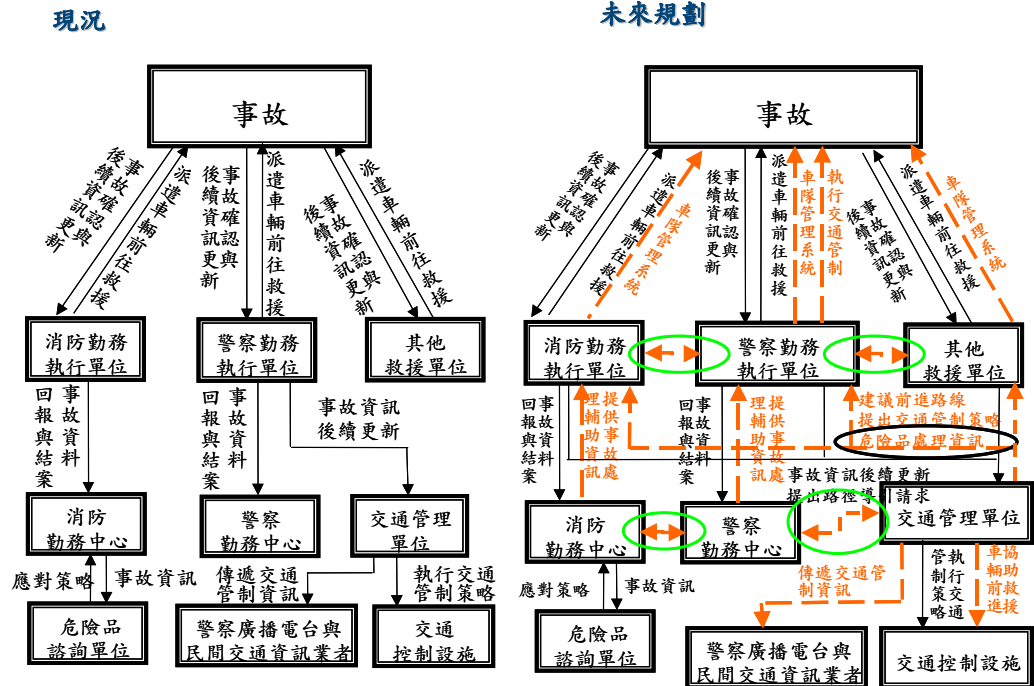 現況
事故
事故確認與
後續資訊更新
派遣車輛前往救援
事故確認與
後續資訊更新
派遣車輛前往救援
事故確認與
後續資訊更新
派遣車輛前往救援
消防勤務
執行單位
警察勤務
執行單位
其他
救援單位
事故資料
回報與結案
事故資料
回報與結案
事故資訊
後續更新
消防
勤務中心
警察
勤務中心
交通管理
單位
應對策略
事故資訊
傳遞交通
管制資訊
執行交通
管制策略
危險品
諮詢單位
警察廣播電台與
民間交通資訊業者
交通
控制設施
未來規劃
事故
事故確認與
後續資訊更新
派遣車輛前往救援
車隊管理系統
事故確認與
後續資訊更新
派遣車輛前往救援
車隊管理系統
執行交通管制
事故確認與
後續資訊更新
派遣車輛前往救援
車隊管理系統
消防勤務
執行單位
警察勤務
執行單位
其他
救援單位
事故資料
回報與結案
提供事故處
理輔助資訊
事故資料
回報與結案
提供事故處
理輔助資訊
建議前進路線
提出交通管制策略
危險品處理資訊
事故資訊後續更新
提出路徑導引請求
消防
勤務中心
警察
勤務中心
交通管理單位
應對策略
事故資訊
傳遞交通管
制資訊
執行交通
管制策略
協助救援
車輛前進
危險品
諮詢單位
警察廣播電台與
民間交通資訊業者
交通控制設施